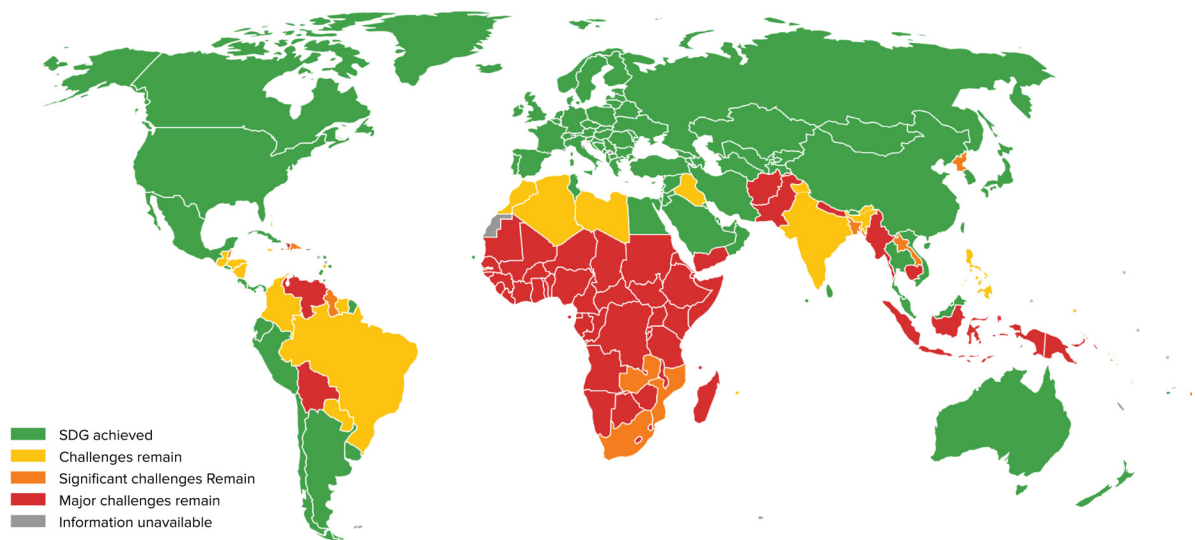 SDG achieved
Challenges remain
Significant challenges Remain
Major challenges remain
Information unavailable